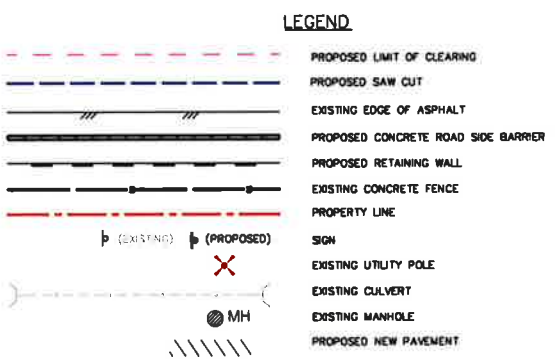 LEGEND
PROPOSED LIMIT OF CLEARING
PROPOSED SAW CUT
EXISTING EDGE OF ASPHALT
PROPOSED CONCRETE ROAD SIDE BARRIER
PROPOSED RETAINING WALL
EXISTING CONCRETE FENCE
PROPERTY LINE
(EXISTING) (PROPOSED) SIGN
EXISTING UTILITY POLE
EXISTING CULVERT
MH EXISTING MANHOLE
PROPOSED NEW PAVEMENT